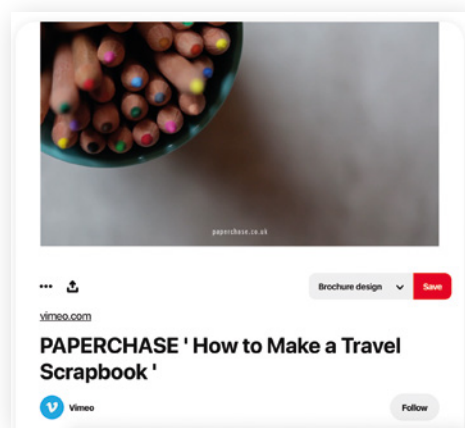 paperchase.co.uk
Brochure design
Save
vimeo.com
PAPERCHASE ' How to Make a Travel
Scrapbook '
Vimeo
Follow